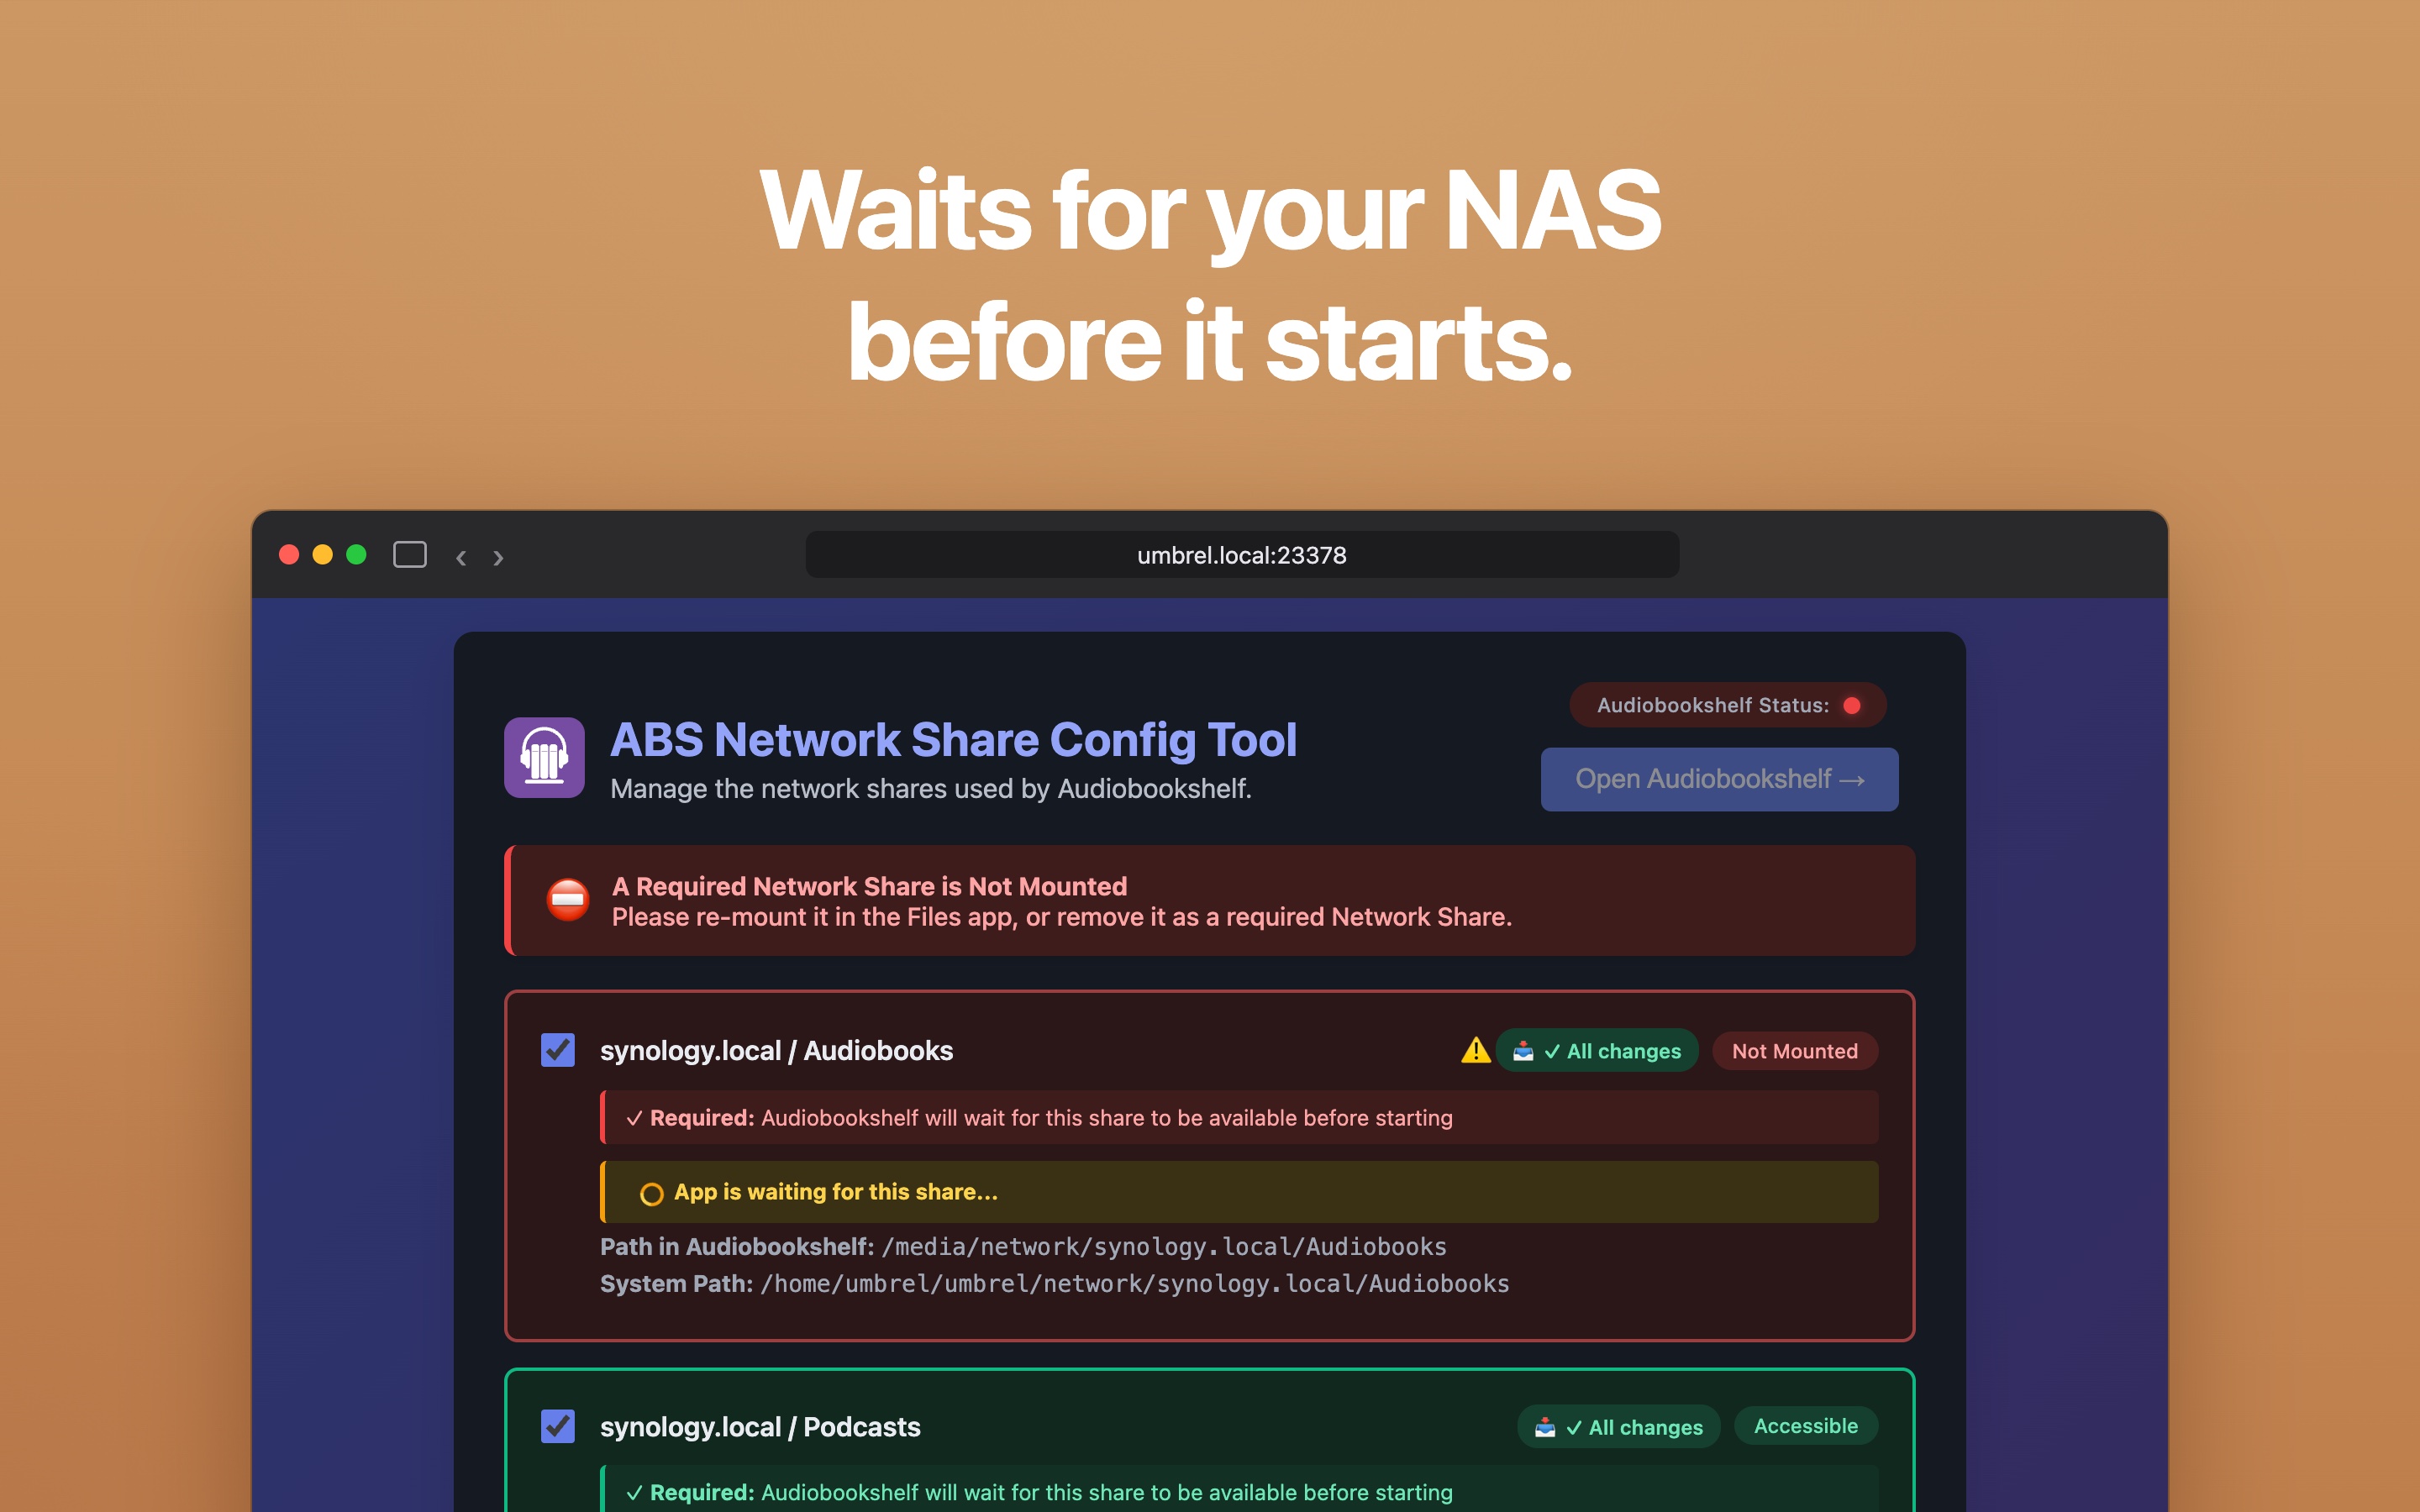 Waits for your NAS
before it starts.
umbrel.local:23378
Audiobookshelf Status:
ABS Network Share Config Tool
Manage the network shares used by Audiobookshelf.
Open Audiobookshelf →
A Required Network Share is Not Mounted
Please re-mount it in the Files app, or remove it as a required Network Share.
synology.local / Audiobooks
✓ All changes
Not Mounted
✓ Required: Audiobookshelf will wait for this share to be available before starting
App is waiting for this share...
Path in Audiobookshelf: /media/network/synology.local/Audiobooks
System Path: /home/umbrel/umbrel/network/synology.local/Audiobooks
synology.local / Podcasts
✓ All changes
Accessible
✓ Required: Audiobookshelf will wait for this share to be available before starting